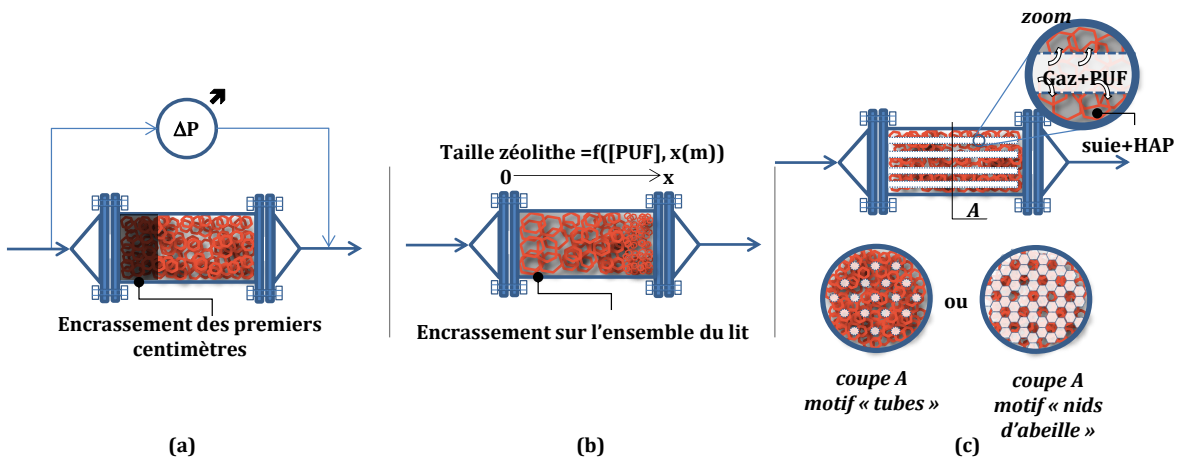 ΔP
Encrassement des premiers
centimètres
(a)
Taille zéolithe =f([PUF], x(m))
0
x
Encrassement sur l'ensemble du lit
(b)
zoom
Gaz+PUF
suie+HAP
A
ou
coupe A
motif « tubes »
coupe A
motif « nids
d'abeille »
(c)